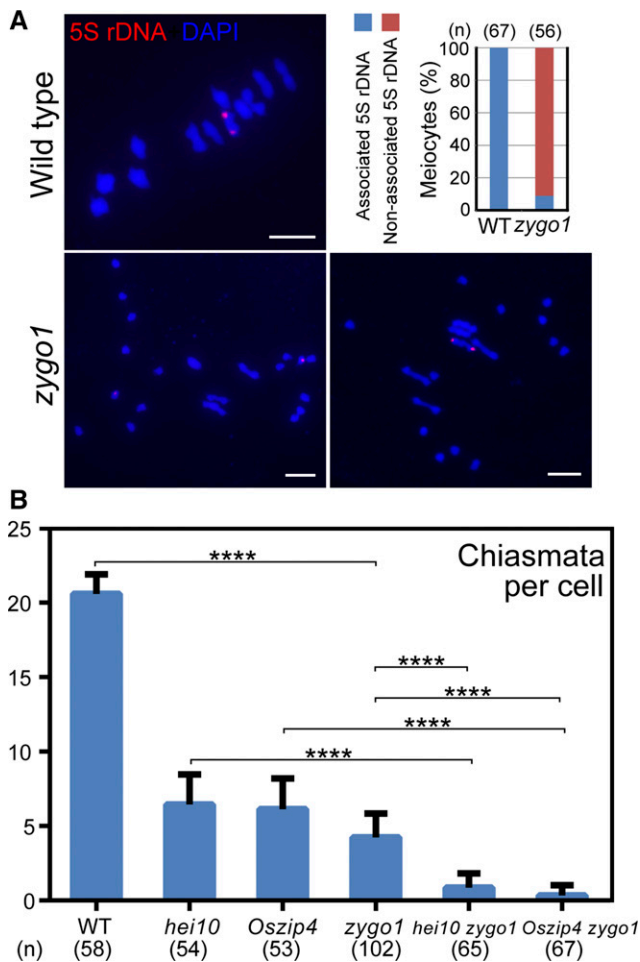 A
5S rDNA DAPI
Wild type
zygo1
Associated 5S rDNA
Non-associated 5S rDNA
(n) (67) (56)
Meiocytes (%)
100
80
60
40
20
0
WT zygo1
B
Chiasmata
per cell
25
20
15
10
5
0
****
****
****
****
****
WT hei10 Oszip4 zygo1 hei10 zygo1 Oszip4 zygo1
(n) (58) (54) (53) (102) (65) (67)